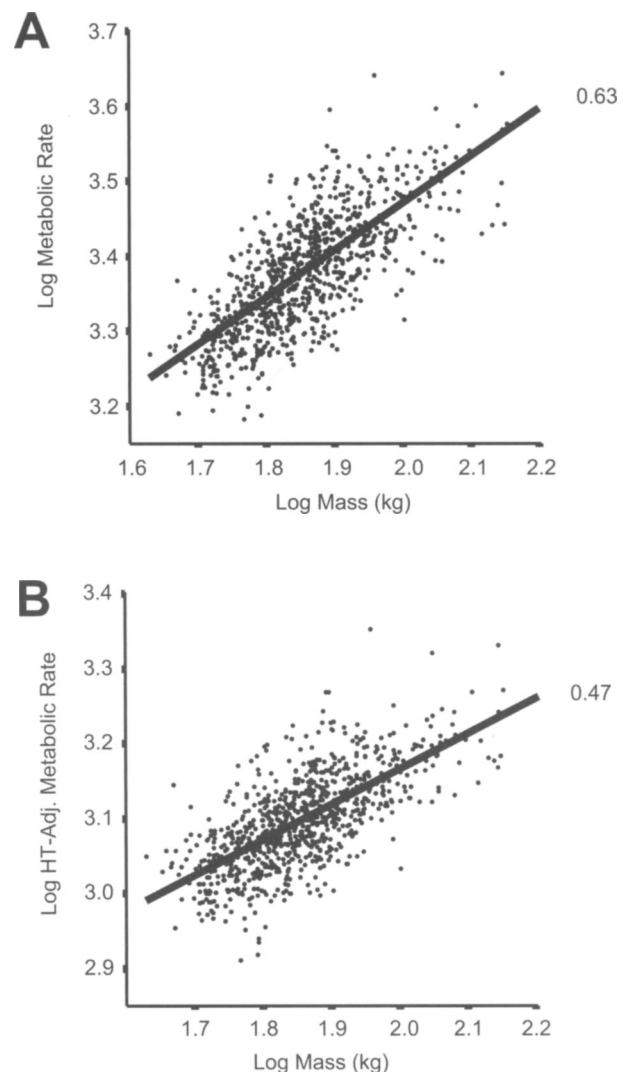 A
3.7
3.6
3.5
3.4
3.3
3.2
Log Metabolic Rate
0.63
1.6 1.7 1.8 1.9 2.0 2.1 2.2
Log Mass (kg)
B
3.4
3.3
3.2
3.1
3.0
2.9
Log HT-Adj. Metabolic Rate
0.47
1.7 1.8 1.9 2.0 2.1 2.2
Log Mass (kg)